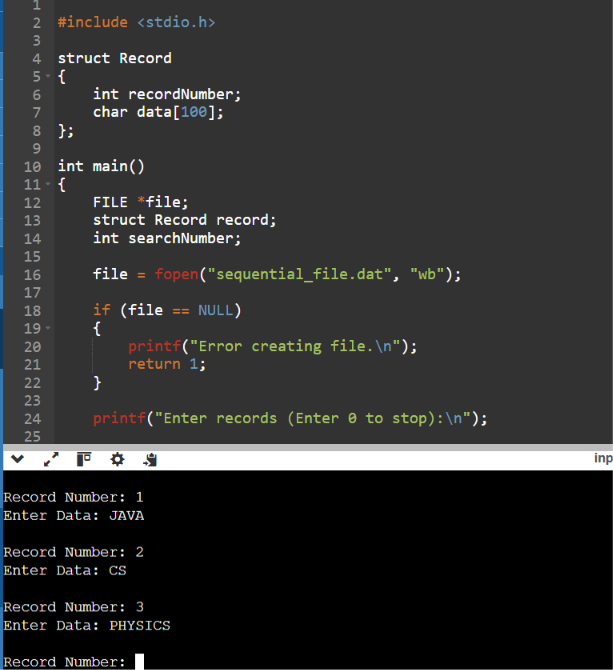 1
2 #include <stdio.h>
3
4 struct Record
5 {
6 int recordNumber;
7 char data[100];
8 };
9
10 int main()
11 {
12 FILE *file;
13 struct Record record;
14 int searchNumber;
15
16 file = fopen("sequential_file.dat", "wb");
17
18 if (file == NULL)
19 {
20 printf("Error creating file.\n");
21 return 1;
22 }
23
24 printf("Enter records (Enter 0 to stop):\n");
25
inp
Record Number: 1
Enter Data: JAVA
Record Number: 2
Enter Data: CS
Record Number: 3
Enter Data: PHYSICS
Record Number: